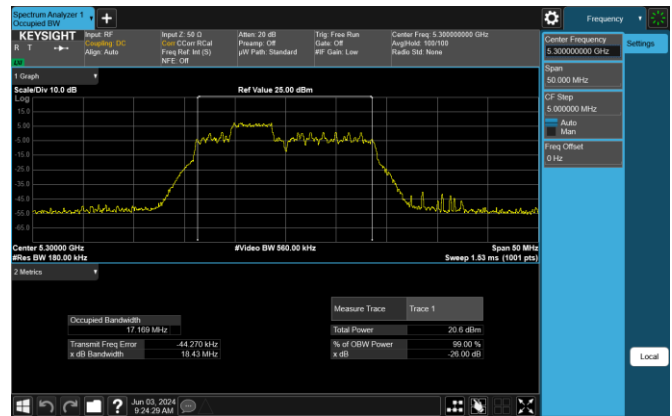 Spectrum Analyzer 1
Occupied BW
Frequency
KEYSIGHT
R T
LW
Input: RF
Coupling: DC
Align: Auto
Input Z: 50 Ω
Corr CCorr RCal
Freq Ref: Int (S)
NFE: Off
Atten: 20 dB
Preamp: Off
µW Path: Standard
Trig: Free Run
Gate: Off
#IF Gain: Low
Center Freq: 5.300000000 GHz
Avg|Hold: 100/100
Radio Std: None
Center Frequency
5.300000000 GHz
Settings
Span
50.000 MHz
CF Step
5.000000 MHz
Auto
Man
Freq Offset
0 Hz
Local
1 Graph
Scale/Div 10.0 dB
Ref Value 25.00 dBm
Log
15.0
5.00
-5.00
-15.0
-25.0
-35.0
-45.0
-55.0
-65.0
Center 5.30000 GHz
#Video BW 560.00 kHz
Span 50 MHz
#Res BW 180.00 kHz
Sweep 1.53 ms (1001 pts)
2 Metrics
Measure Trace
Trace 1
Occupied Bandwidth
17.169 MHz
Total Power
20.6 dBm
Transmit Freq Error
-44.270 kHz
% of OBW Power
99.00 %
x dB Bandwidth
18.43 MHz
x dB
-26.00 dB
Jun 03, 2024
9:24:29 AM